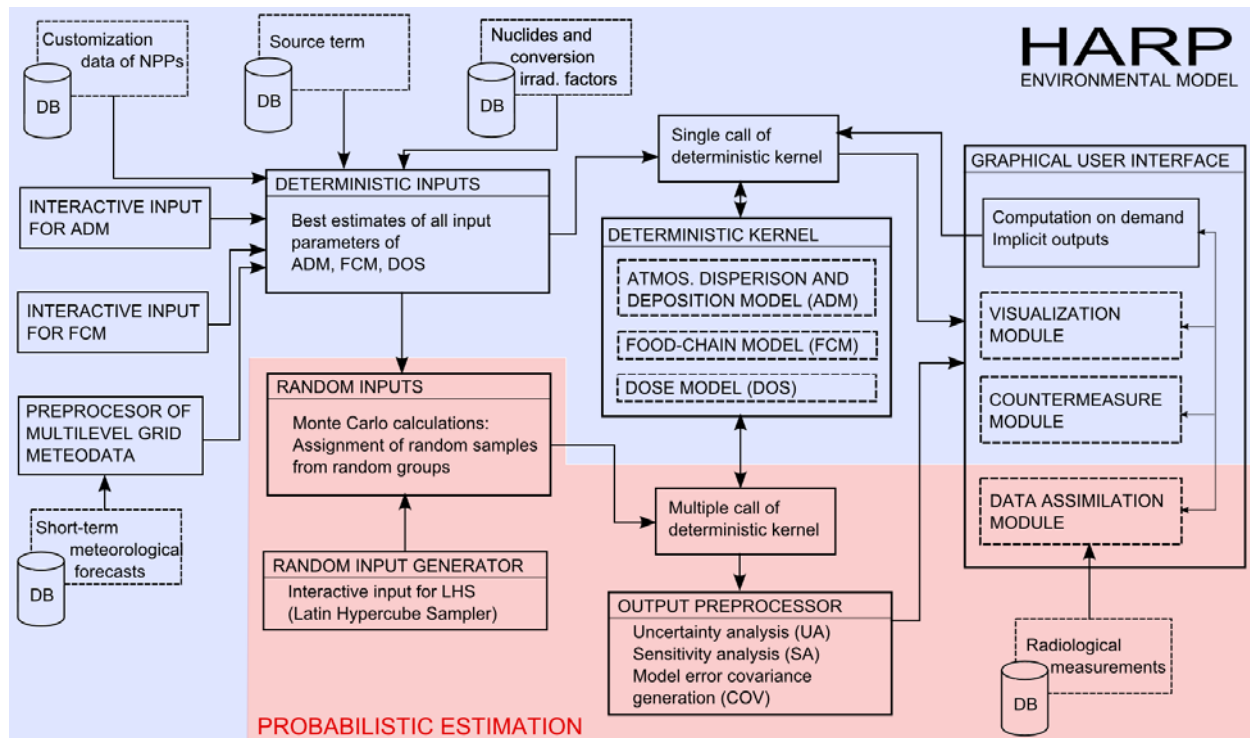 Customization
data of NPPs
DB
Source term
DB
Nuclides and
conversion
irrad. factors
DB
HARP
ENVIRONMENTAL MODEL
INTERACTIVE INPUT
FOR ADM
INTERACTIVE INPUT
FOR FCM
PREPROCESOR OF
MULTILEVEL GRID
METEODATA
Short-term
meteorological
forecasts
DB
DETERMINISTIC INPUTS
Best estimates of all input
parameters of
ADM, FCM, DOS
RANDOM INPUTS
Monte Carlo calculations:
Assignment of random samples
from random groups
RANDOM INPUT GENERATOR
Interactive input for LHS
(Latin Hypercube Sampler)
Single call of
deterministic kernel
DETERMINISTIC KERNEL
ATMOS. DISPERISON AND
DEPOSITION MODEL (ADM)
FOOD-CHAIN MODEL (FCM)
DOSE MODEL (DOS)
Multiple call of
deterministic kernel
OUTPUT PREPROCESSOR
Uncertainty analysis (UA)
Sensitivity analysis (SA)
Model error covariance
generation (COV)
GRAPHICAL USER INTERFACE
Computation on demand
Implicit outputs
VISUALIZATION
MODULE
COUNTERMEASURE
MODULE
DATA ASSIMILATION
MODULE
Radiological
measurements
DB
PROBABILISTIC ESTIMATION